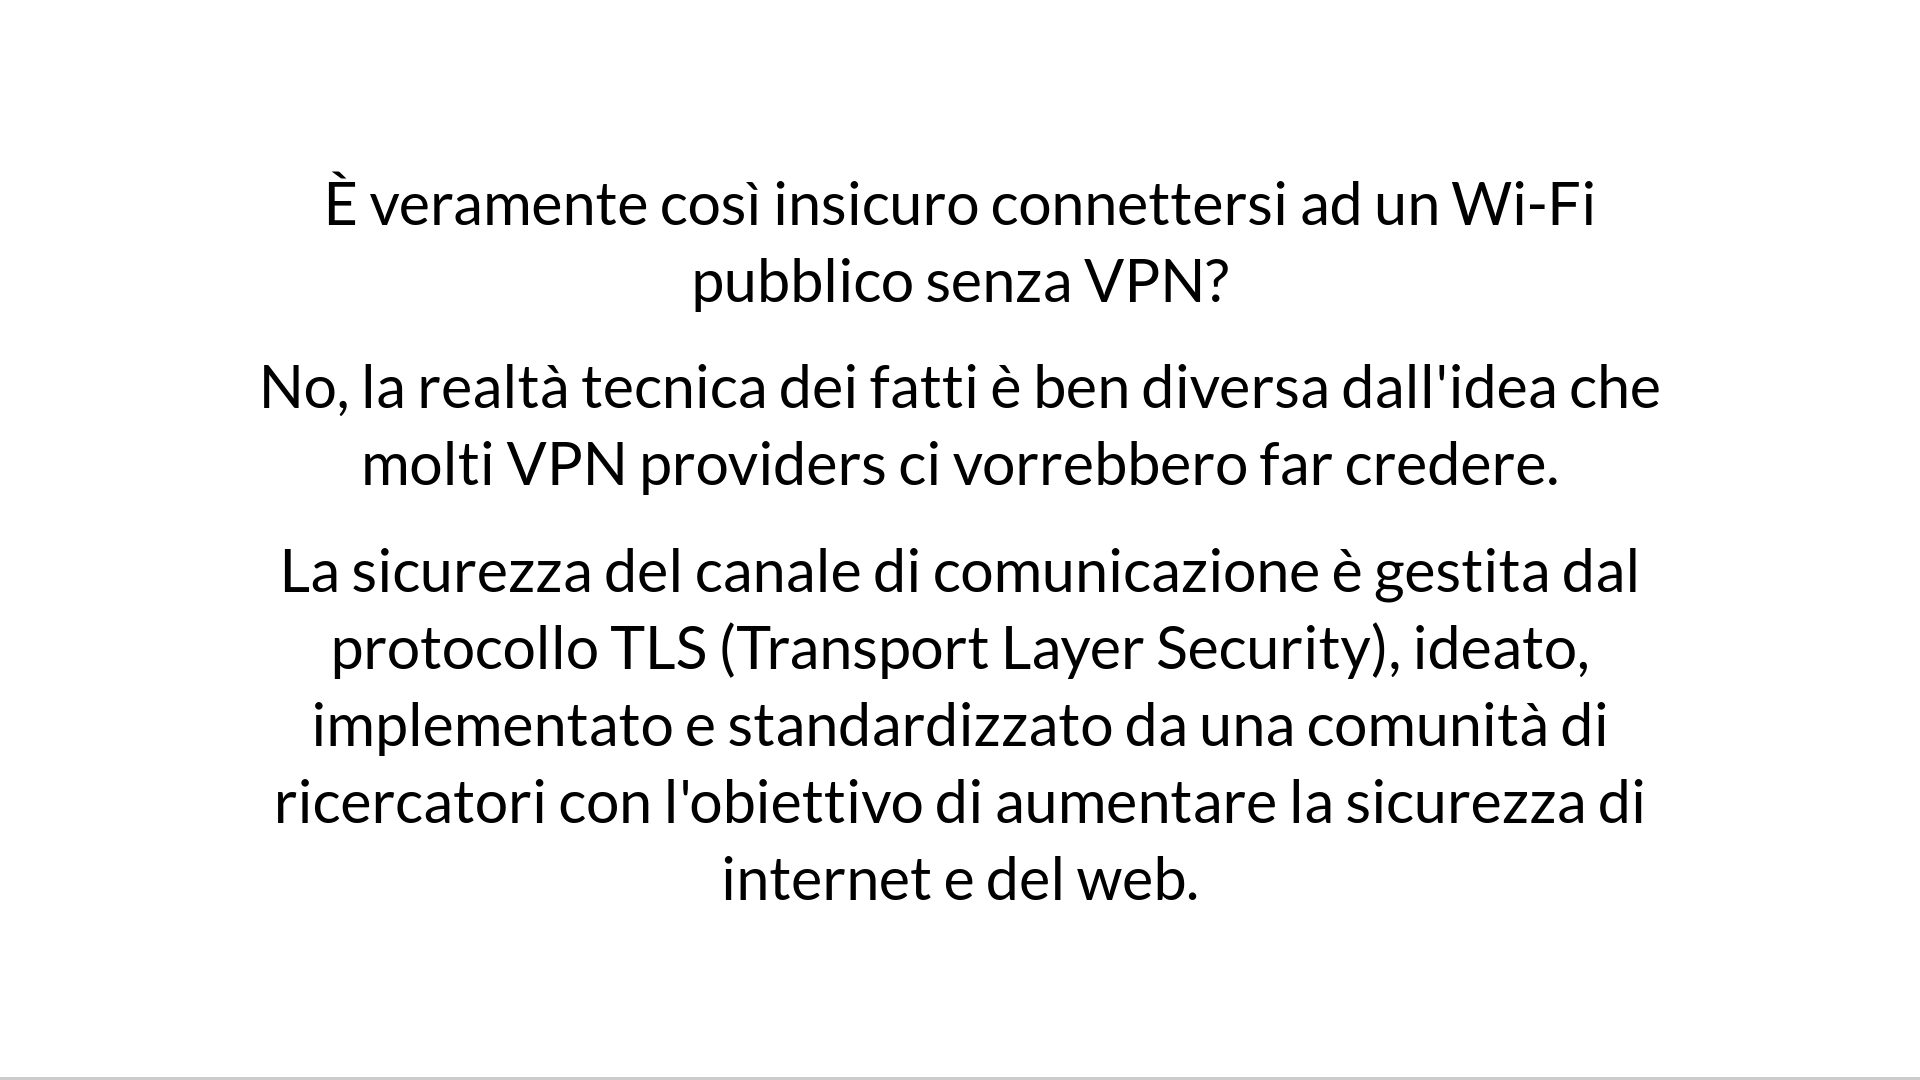 È veramente così insicuro connettersi ad un Wi-Fi
pubblico senza VPN?
No, la realtà tecnica dei fatti è ben diversa dall'idea che
molti VPN providers ci vorrebbero far credere.
La sicurezza del canale di comunicazione è gestita dal
protocollo TLS (Transport Layer Security), ideato,
implementato e standardizzato da una comunità di
ricercatori con l'obiettivo di aumentare la sicurezza di
internet e del web.